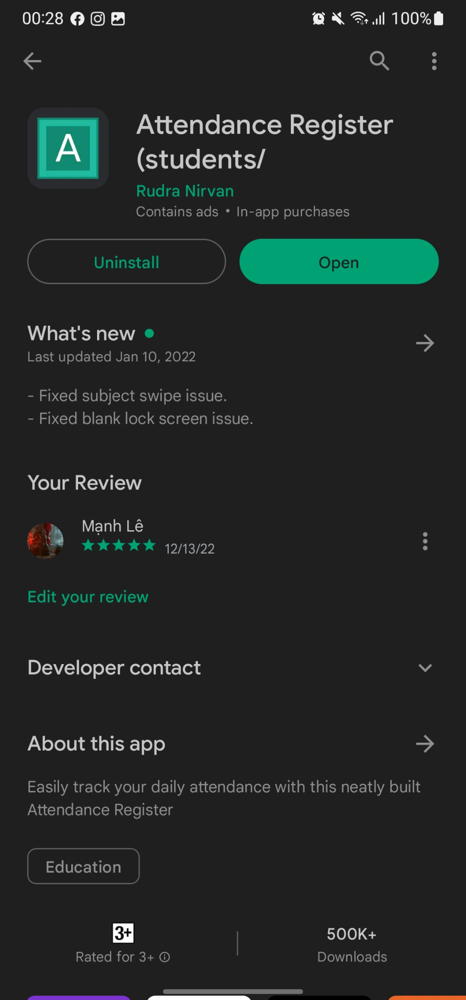 00:28
100%
A
Attendance Register
(students/
Rudra Nirvan
Contains ads • In-app purchases
Uninstall
Open
What's new
Last updated Jan 10, 2022
- Fixed subject swipe issue.
- Fixed blank lock screen issue.
Your Review
Mạnh Lê
12/13/22
Edit your review
Developer contact
About this app
Easily track your daily attendance with this neatly built
Attendance Register
Education
3+
Rated for 3+
500K+
Downloads